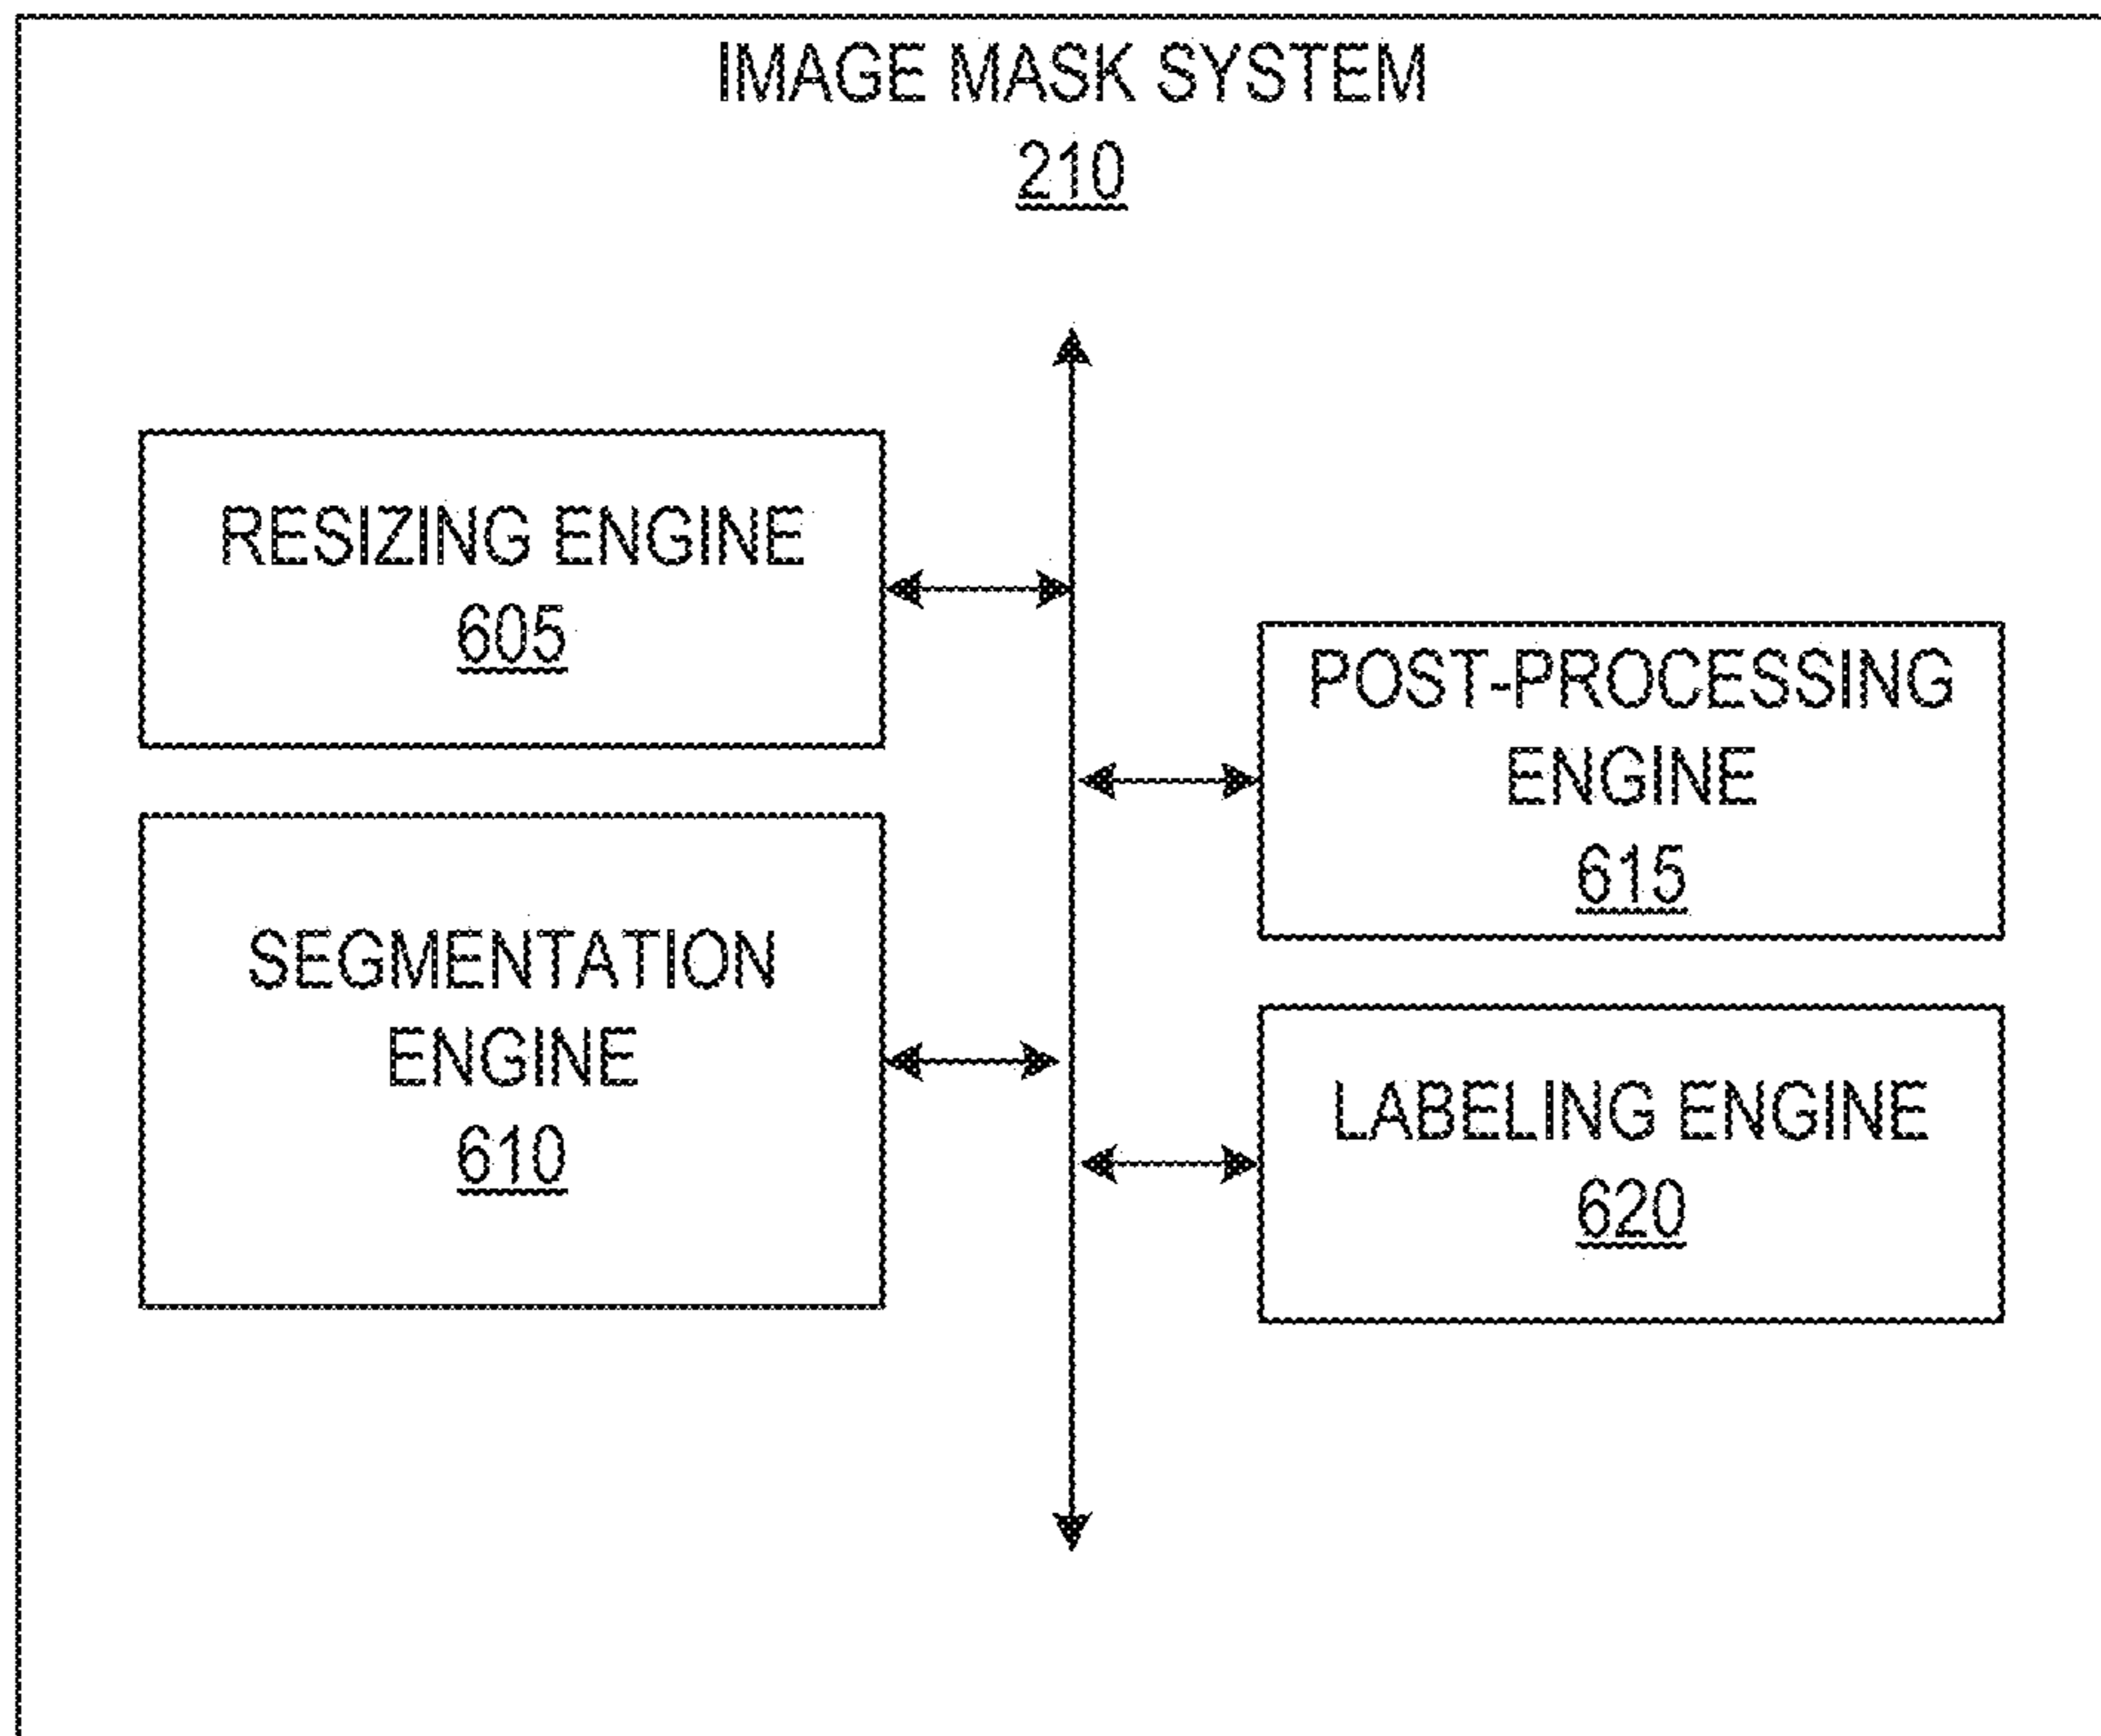 IMAGE MASK SYSTEM
210
RESIZING ENGINE
605
SEGMENTATION
ENGINE
610
POST-PROCESSING
ENGINE
615
LABELING ENGINE
620